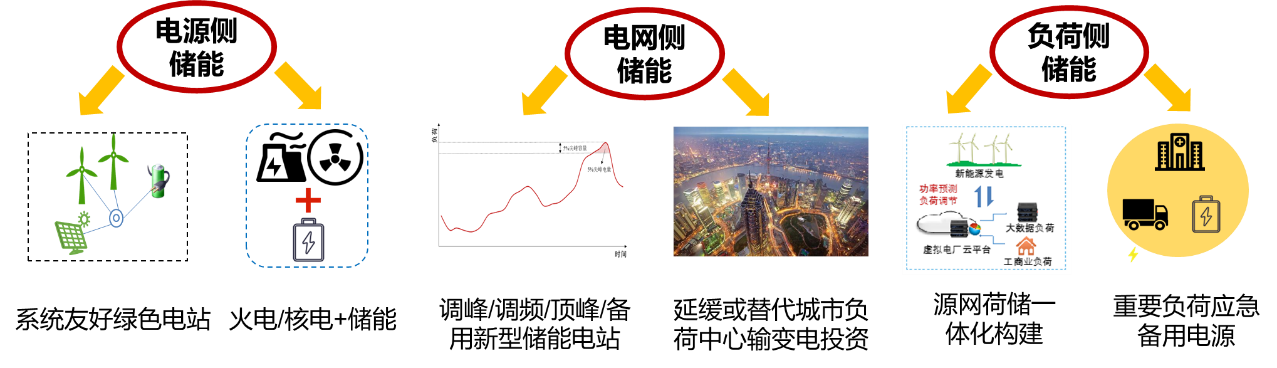 电源侧
储能
电网侧
储能
负荷侧
储能
系统友好绿色电站
火电/核电+储能
负荷
时间
调峰/调频/顶峰/备
用新型储能电站
延缓或替代城市负
荷中心输变电投资
新能源发电
功率预测
负荷调节
大数据负荷
虚拟电厂云平台
工商业负荷
源网荷储一
体化构建
重要负荷应急
备用电源